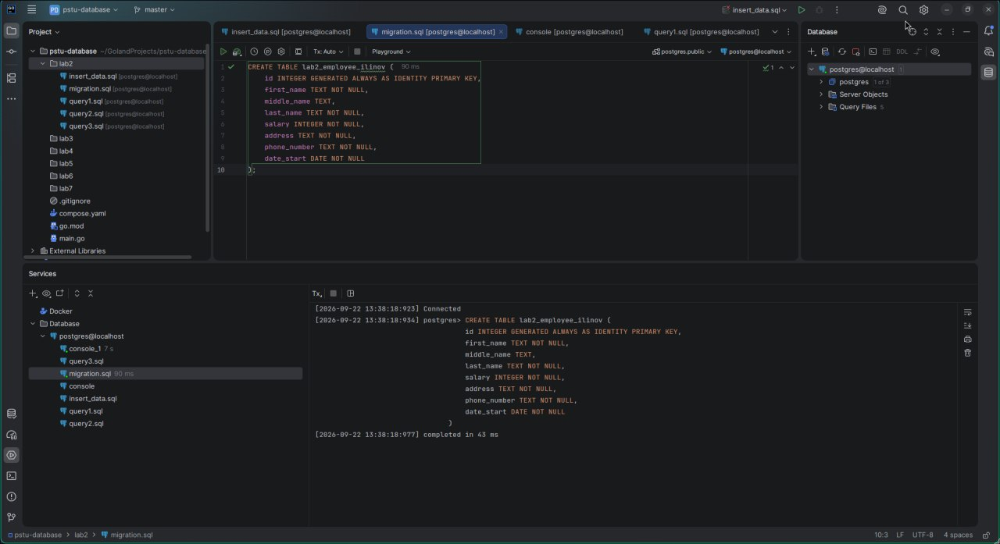 PD pstu-database master insert_data.sql
Project
pstu-database ~/GolandProjects/pstu-database
lab2
insert_data.sql [postgres@localhost]
migration.sql [postgres@localhost]
query1.sql [postgres@localhost]
query2.sql [postgres@localhost]
query3.sql [postgres@localhost]
lab3
lab4
lab5
lab6
lab7
.gitignore
compose.yaml
go.mod
main.go
External Libraries
insert_data.sql [postgres@localhost] migration.sql [postgres@localhost] console [postgres@localhost] query1.sql [postgres@localhost]
Tx: Auto Playground postgres.public postgres@localhost
1 CREATE TABLE lab2_employee_ilinov ( 90 ms
2 id INTEGER GENERATED ALWAYS AS IDENTITY PRIMARY KEY,
3 first_name TEXT NOT NULL,
4 middle_name TEXT,
5 last_name TEXT NOT NULL,
6 salary INTEGER NOT NULL,
7 address TEXT NOT NULL,
8 phone_number TEXT NOT NULL,
9 date_start DATE NOT NULL
10 );
1
Database
DDL
postgres@localhost 1
postgres 1 of 3
Server Objects
Query Files 5
Services
Docker
Database
postgres@localhost
console_1 7 s
query3.sql
migration.sql 90 ms
console
insert_data.sql
query1.sql
query2.sql
Tx
[2026-09-22 13:38:18:923] Connected
[2026-09-22 13:38:18:934] postgres> CREATE TABLE lab2_employee_ilinov (
id INTEGER GENERATED ALWAYS AS IDENTITY PRIMARY KEY,
first_name TEXT NOT NULL,
middle_name TEXT,
last_name TEXT NOT NULL,
salary INTEGER NOT NULL,
address TEXT NOT NULL,
phone_number TEXT NOT NULL,
date_start DATE NOT NULL
)
[2026-09-22 13:38:18:977] completed in 43 ms
pstu-database > lab2 > migration.sql 10:3 LF UTF-8 4 spaces